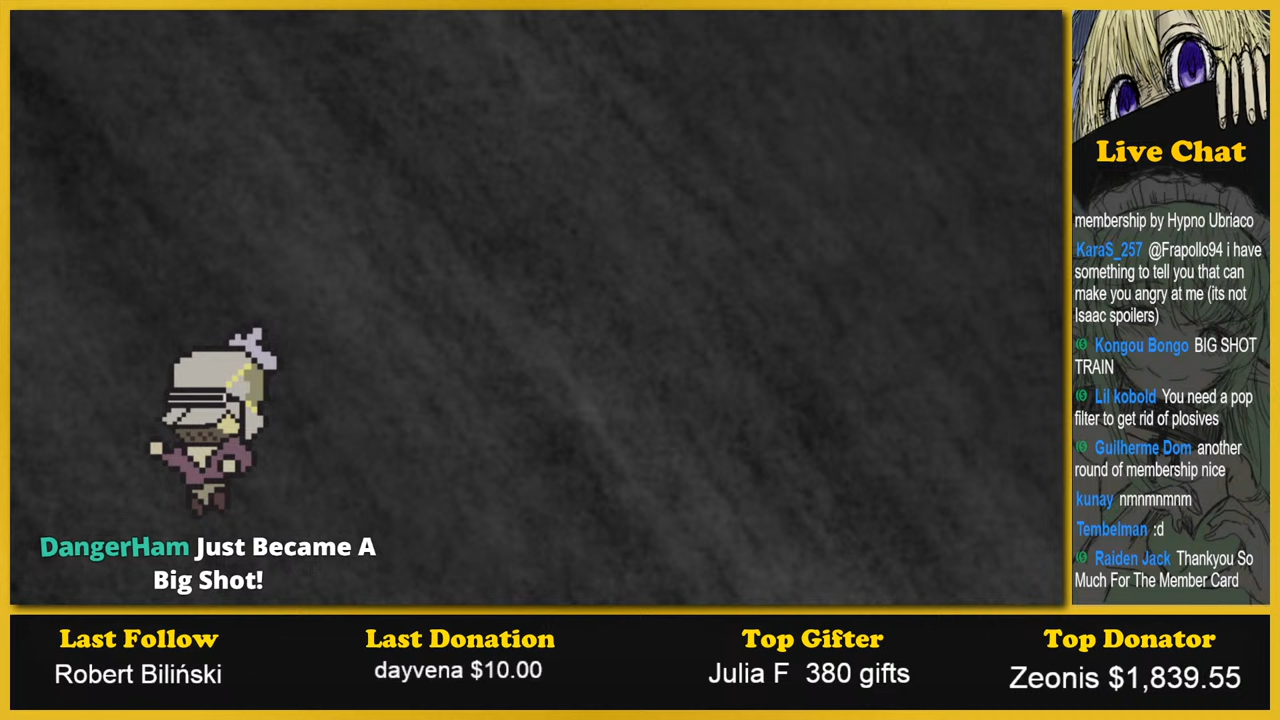 Live Chat
membership by Hypno Ubriaco
KaraS_257 @Frapollo94 i have
something to tell you that can
make you angry at me (its not
Isaac spoilers)
Kongou Bongo BIG SHOT
TRAIN
Lil kobold You need a pop
filter to get rid of plosives
Guilherme Dom another
round of membership nice
kunay nmnmnmnm
Tembelman :d
Raiden Jack Thankyou So
Much For The Member Card
DangerHam Just Became A
Big Shot!
Last Follow
Robert Biliński
Last Donation
dayvena $10.00
Top Gifter
Julia F 380 gifts
Top Donator
Zeonis $1,839.55